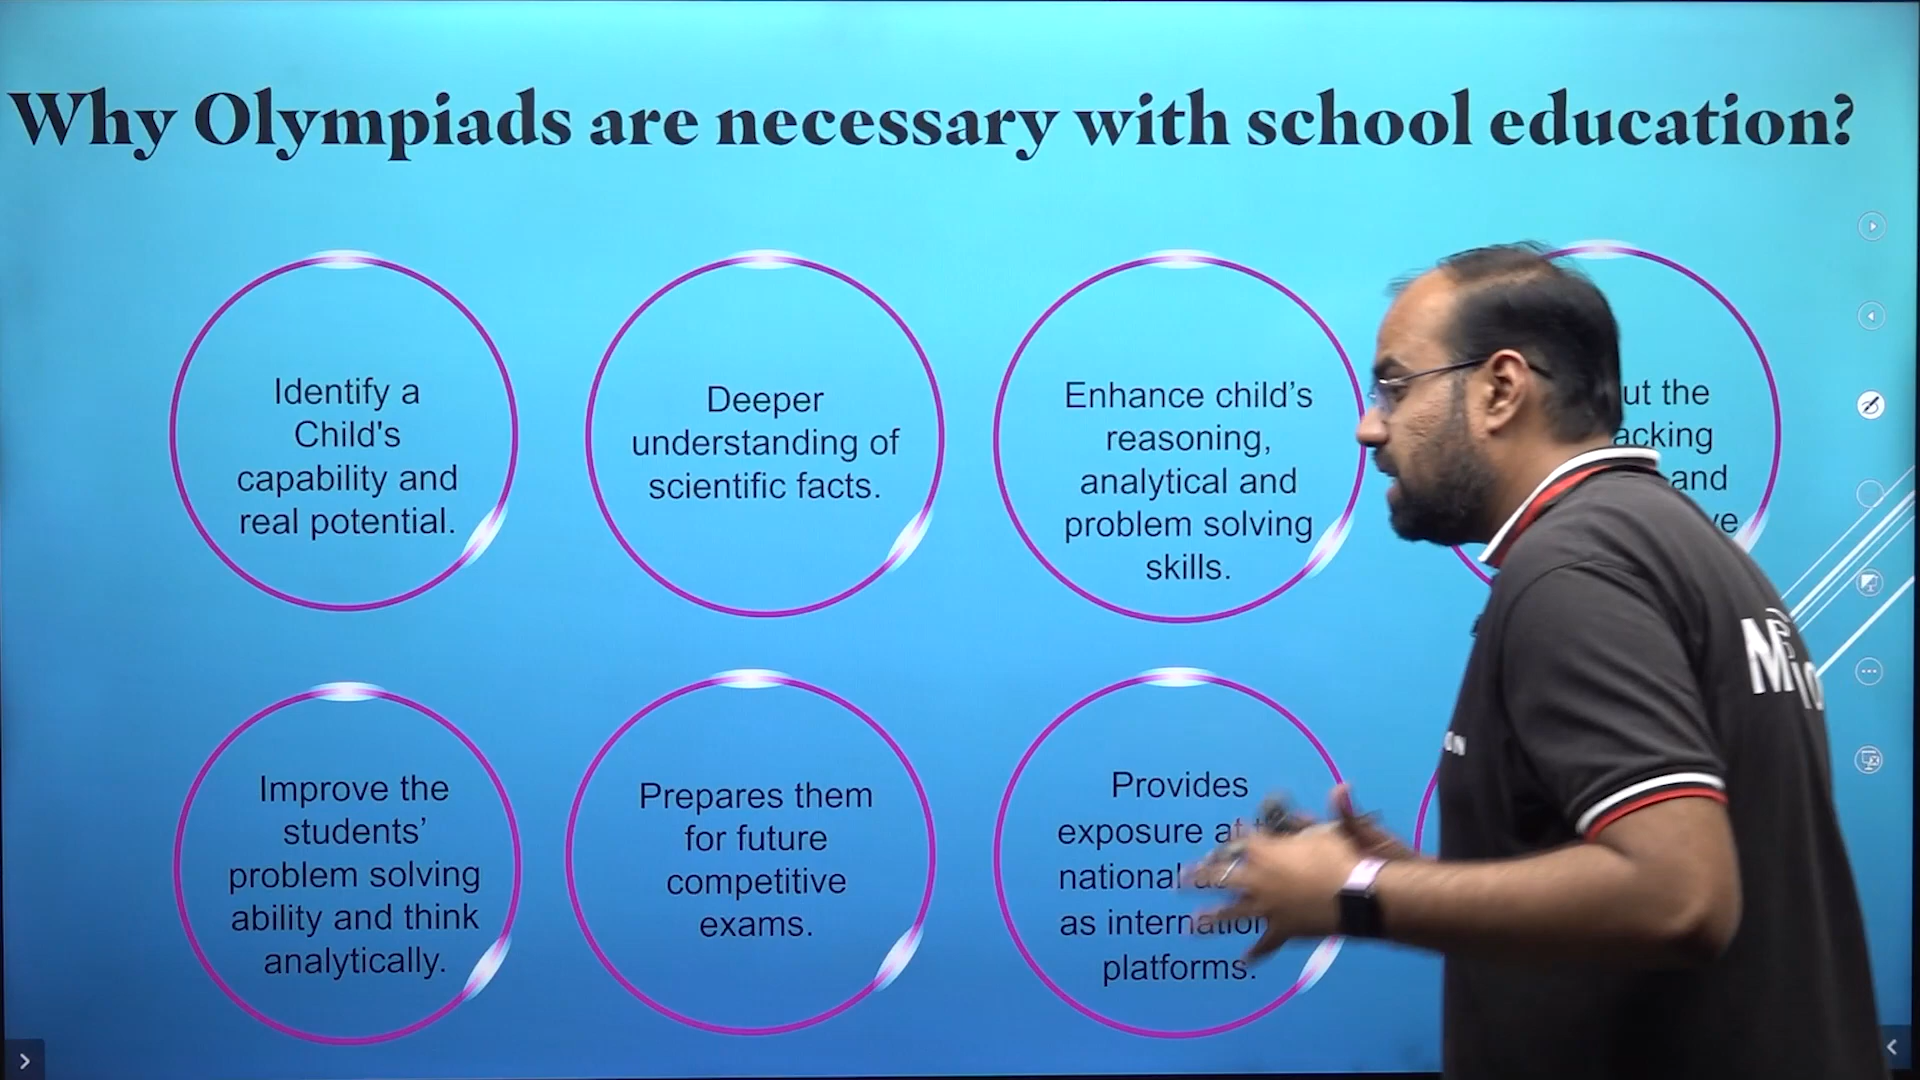 Why Olympiads are necessary with school education?
Identify a
Child's
capability and
real potential.
Deeper
understanding of
scientific facts.
Enhance child’s
reasoning,
analytical and
problem solving
skills.
the
and
Improve the
students’
problem solving
ability and think
analytically.
Prepares them
for future
competitive
exams.
Provides
exposure at
national
as
platforms.